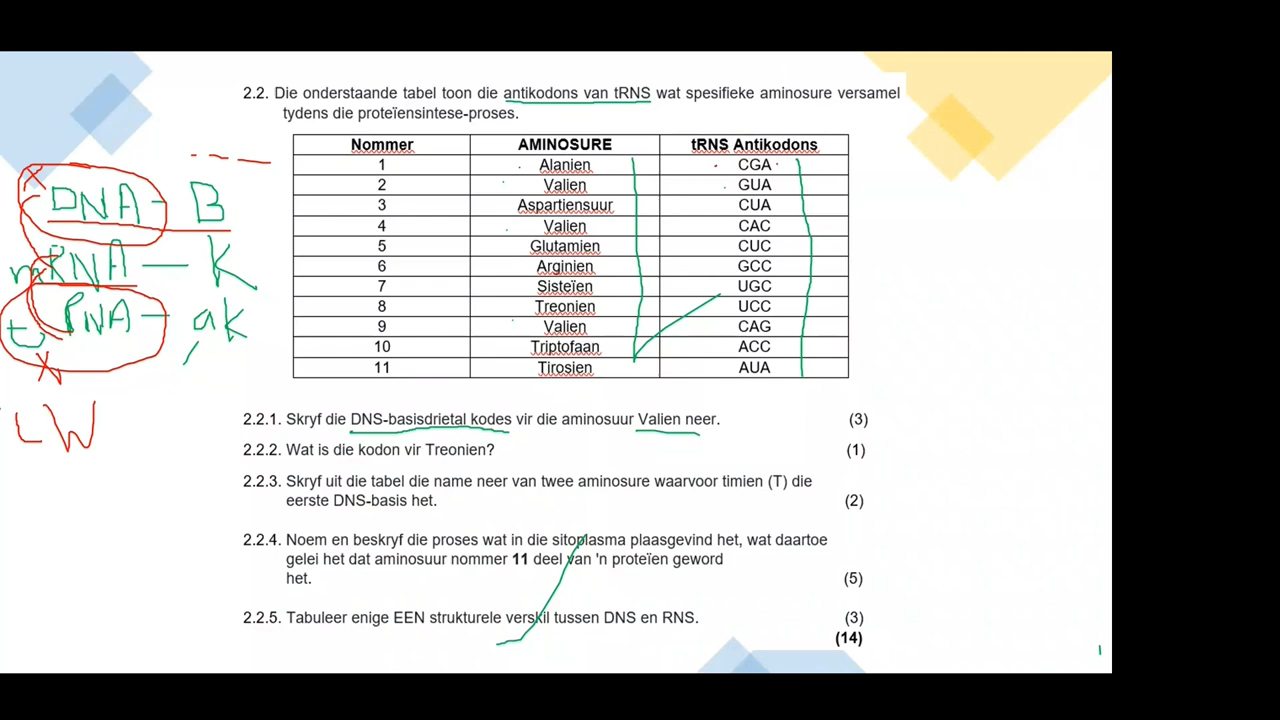 2.2. Die onderstaande tabel toon die antikodons van tRNS wat spesifieke aminosure versamel
tydens die proteïensintese-proses.
Nommer AMINOSURE tRNS Antikodons
1 Alanien CGA
2 Valien GUA
3 Aspartiensuur CUA
4 Valien CAC
5 Glutamien CUC
6 Arginien GCC
7 Sisteïen UGC
8 Treonien UCC
9 Valien CAG
10 Triptofaan ACC
11 Tirosien AUA
DNA - B
mRNA - K
tRNA - aK
LW
2.2.1. Skryf die DNS-basisdrietal kodes vir die aminosuur Valien neer. (3)
2.2.2. Wat is die kodon vir Treonien? (1)
2.2.3. Skryf uit die tabel die name neer van twee aminosure waarvoor timien (T) die
eerste DNS-basis het. (2)
2.2.4. Noem en beskryf die proses wat in die sitoplasma plaasgevind het, wat daartoe
gelei het dat aminosuur nommer 11 deel van 'n proteïen geword
het. (5)
2.2.5. Tabuleer enige EEN strukturele verskil tussen DNS en RNS. (3)
(14)